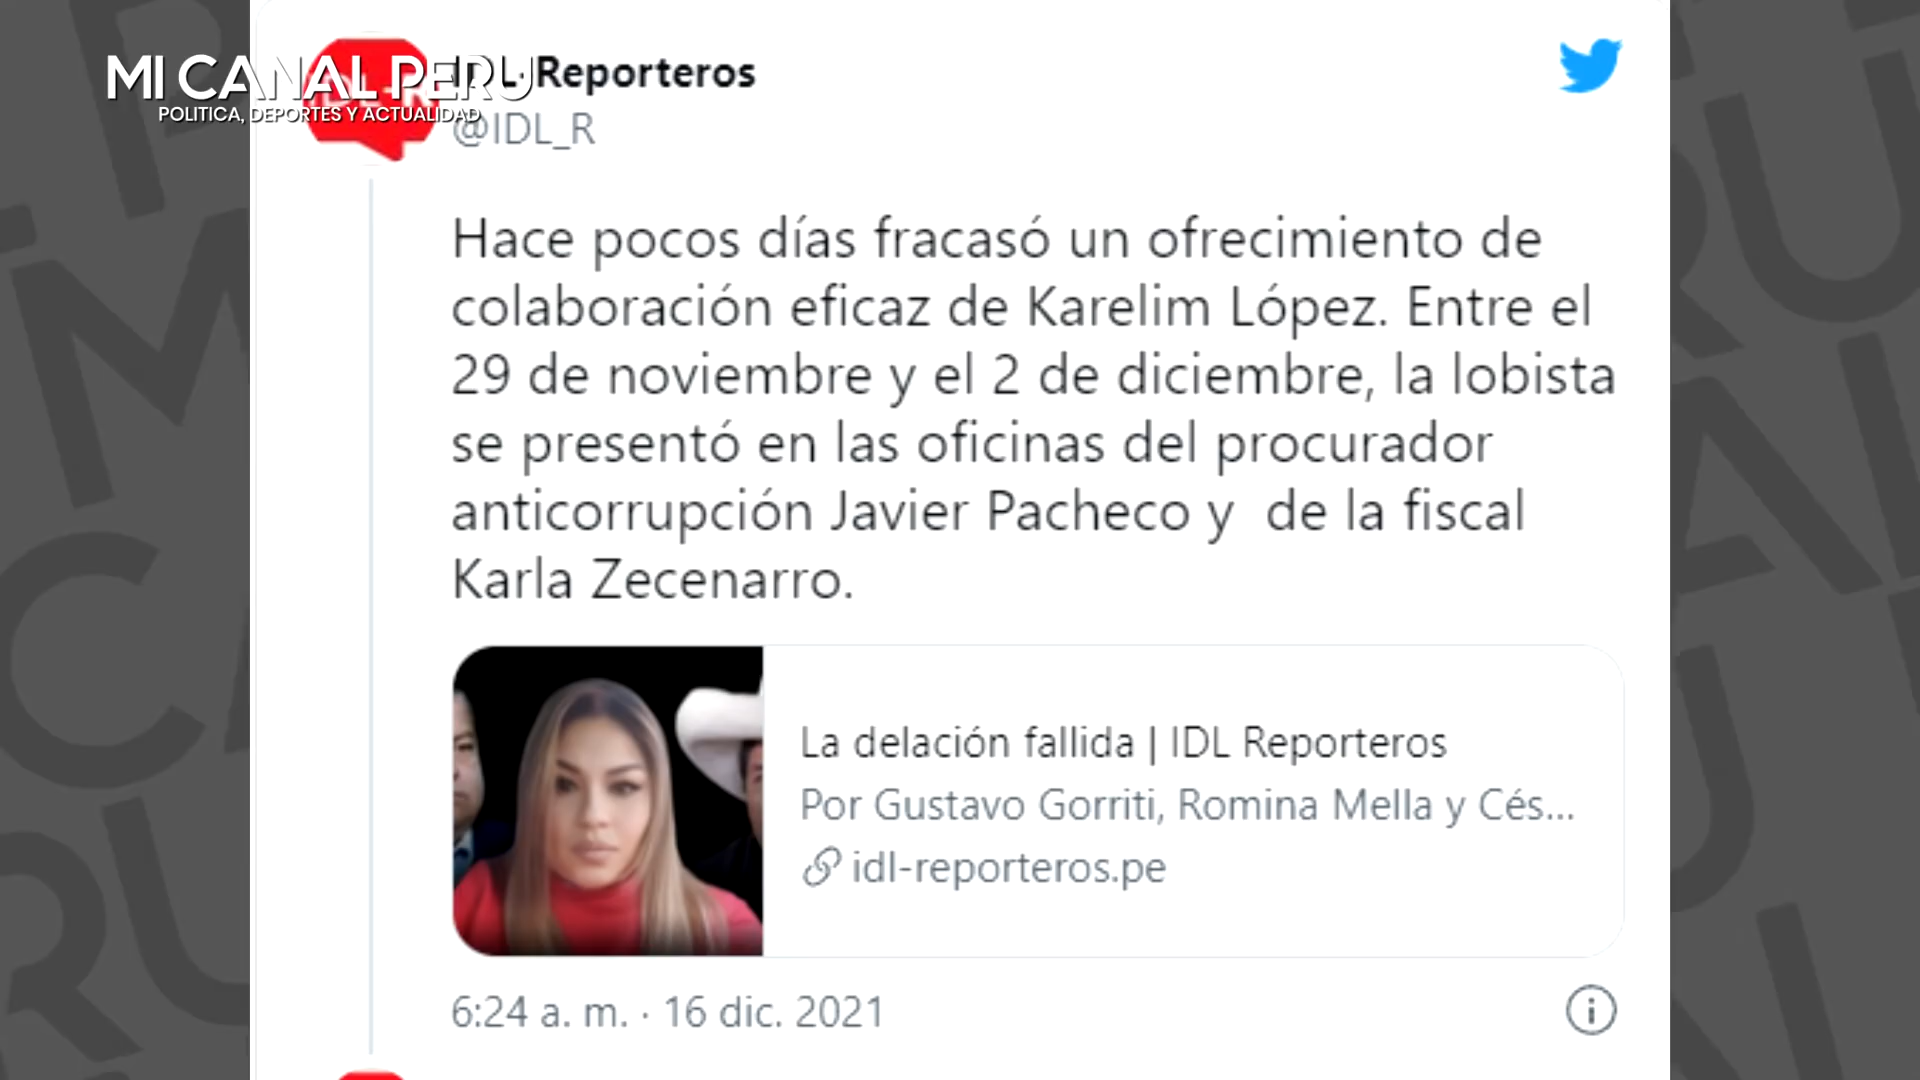 MI CANAL PERU
POLITICA, DEPORTES Y ACTUALIDAD
IDL-Reporteros
@IDL_R
Hace pocos días fracasó un ofrecimiento de
colaboración eficaz de Karelim López. Entre el
29 de noviembre y el 2 de diciembre, la lobista
se presentó en las oficinas del procurador
anticorrupción Javier Pacheco y  de la fiscal
Karla Zecenarro.
La delación fallida | IDL Reporteros
Por Gustavo Gorriti, Romina Mella y Cés...
idl-reporteros.pe
6:24 a. m. · 16 dic. 2021